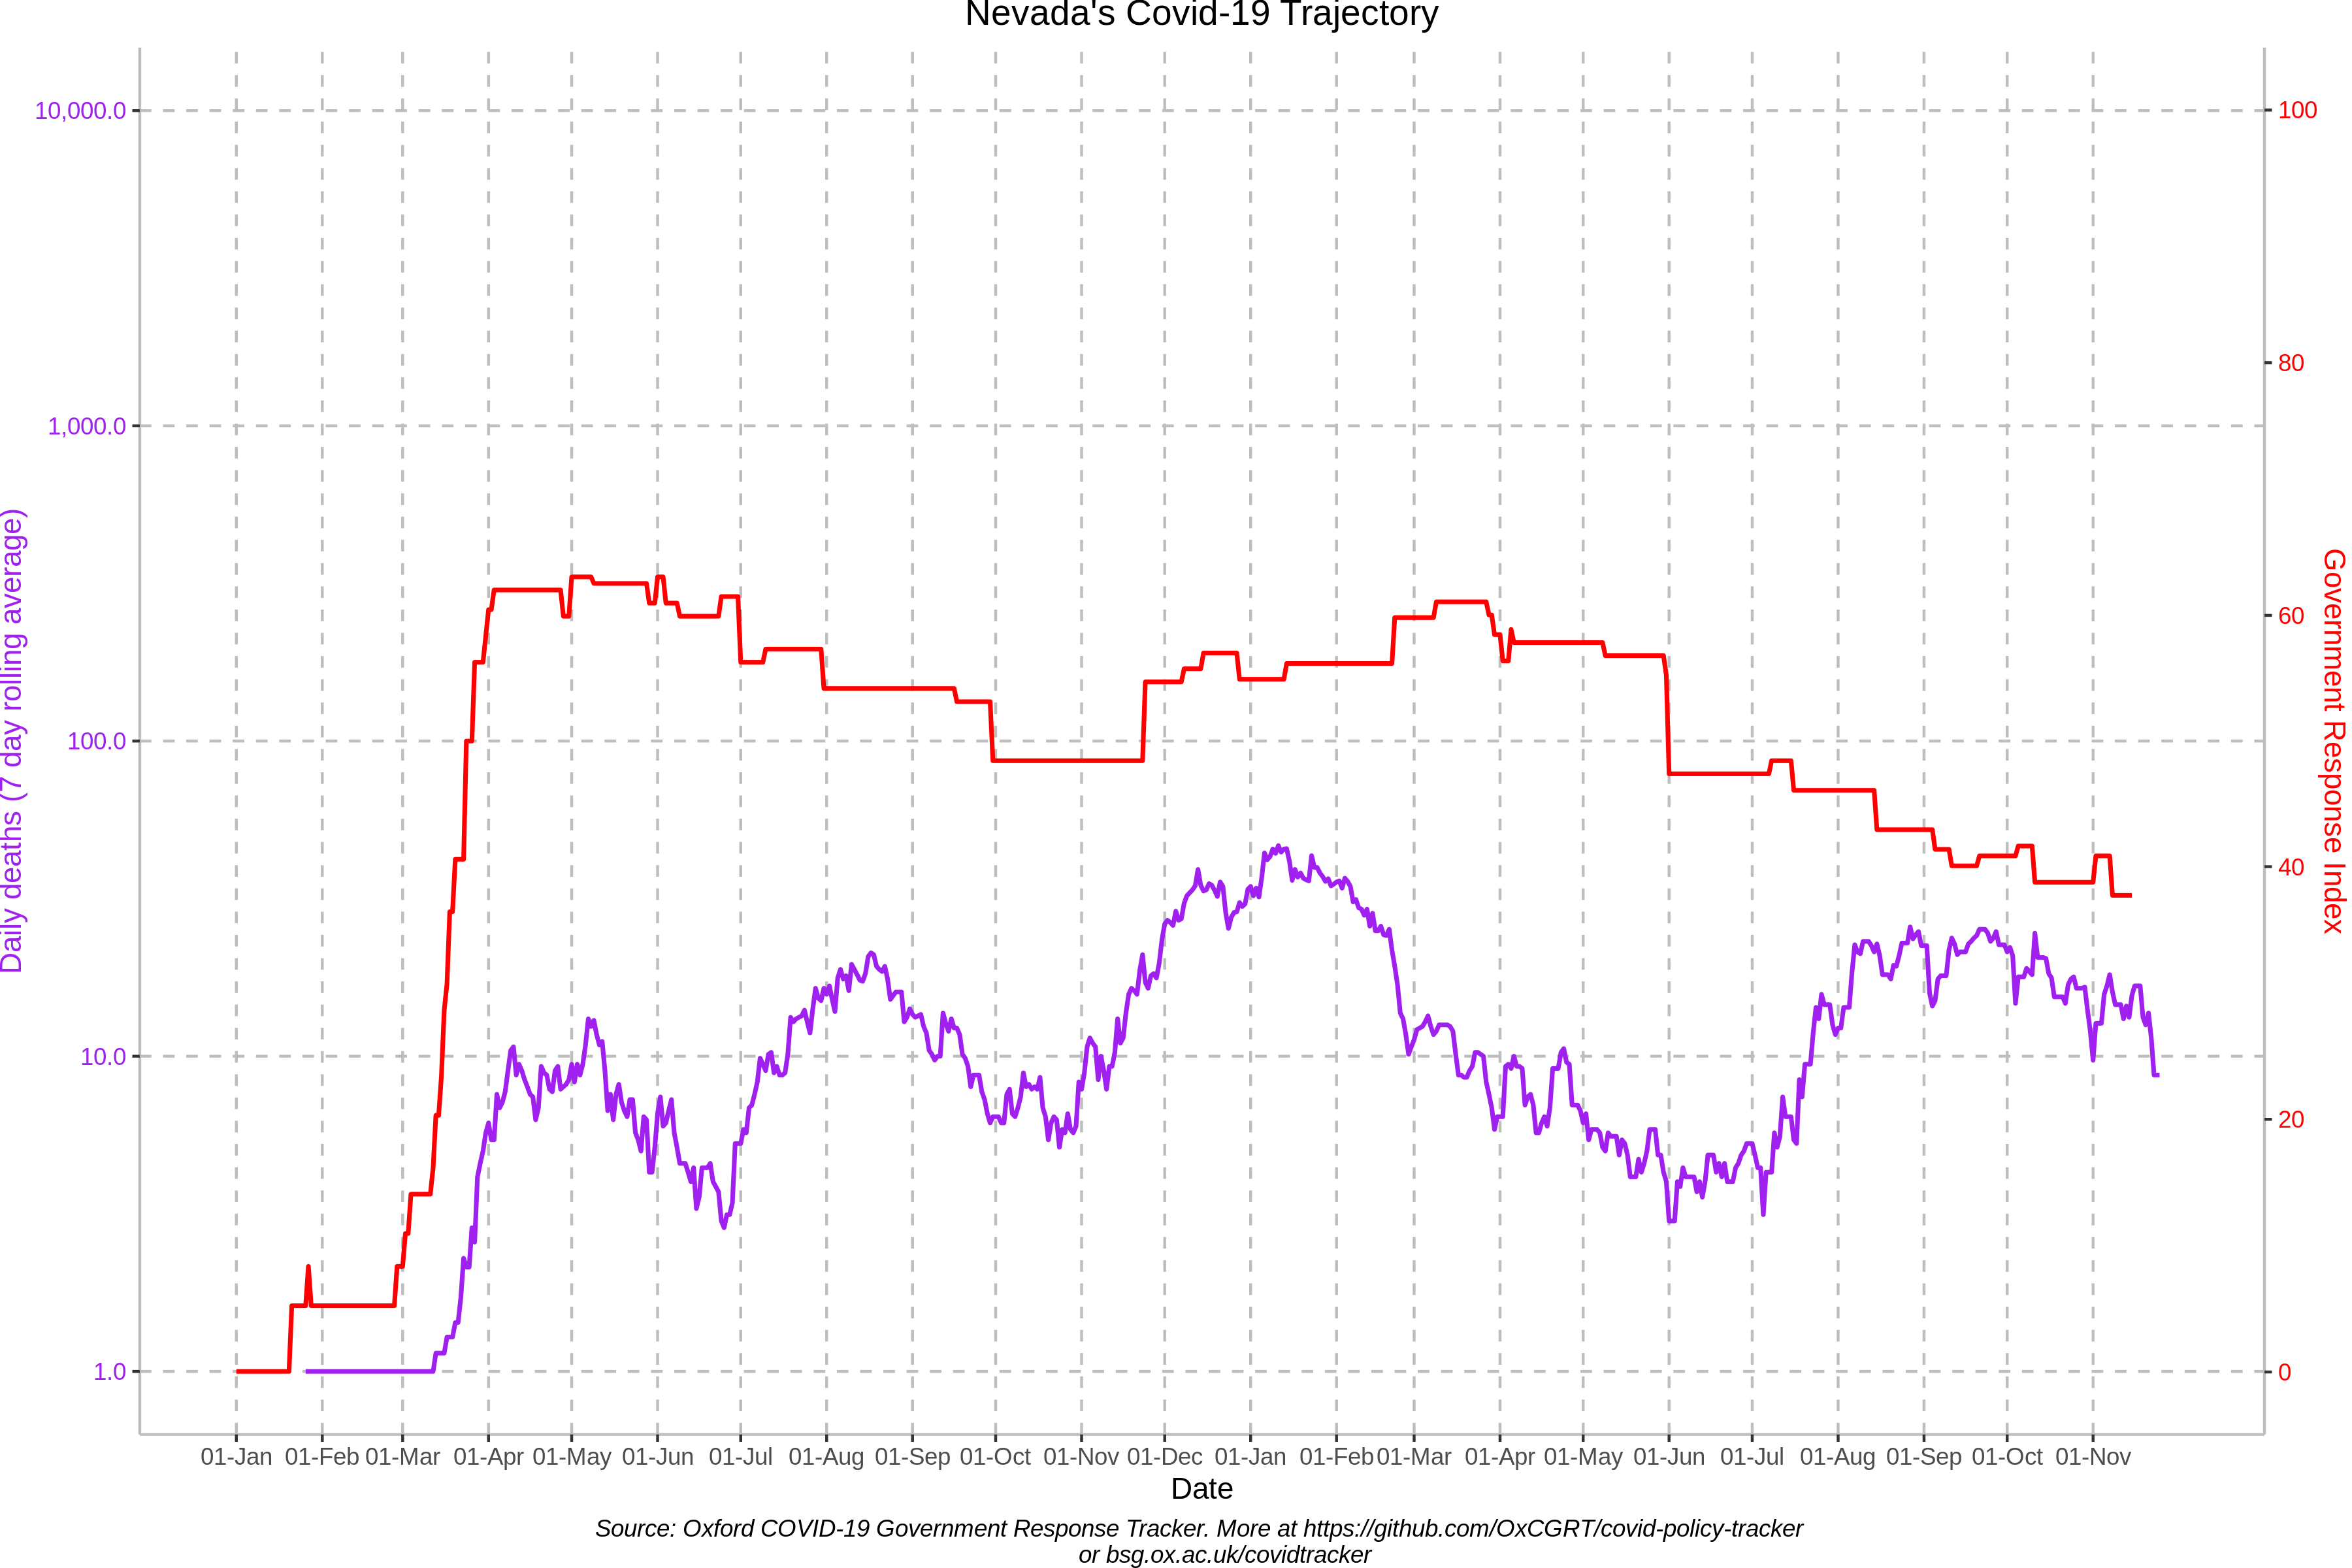 Nevada's Covid-19 Trajectory
10,000.0
1,000.0
100.0
10.0
1.0
Daily deaths (7 day rolling average)
100
80
60
40
20
0
Government Response Index
01-Jan 01-Feb 01-Mar 01-Apr 01-May 01-Jun 01-Jul 01-Aug 01-Sep 01-Oct 01-Nov 01-Dec 01-Jan 01-Feb 01-Mar 01-Apr 01-May 01-Jun 01-Jul 01-Aug 01-Sep 01-Oct 01-Nov
Date
Source: Oxford COVID-19 Government Response Tracker. More at https://github.com/OxCGRT/covid-policy-tracker
or bsg.ox.ac.uk/covidtracker